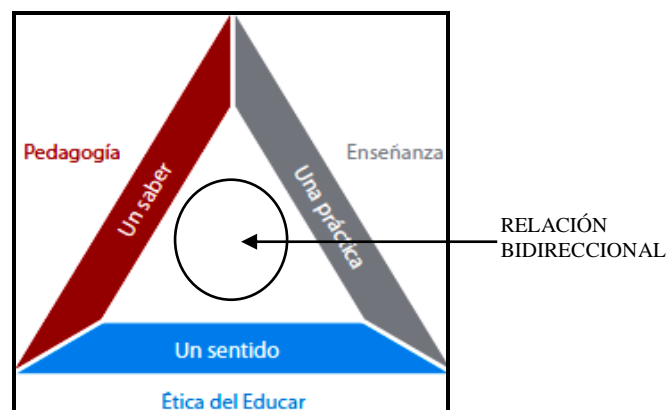 Pedagogía
Un saber
Enseñanza
Una práctica
RELACIÓN
BIDIRECCIONAL
Un sentido
Ética del Educar